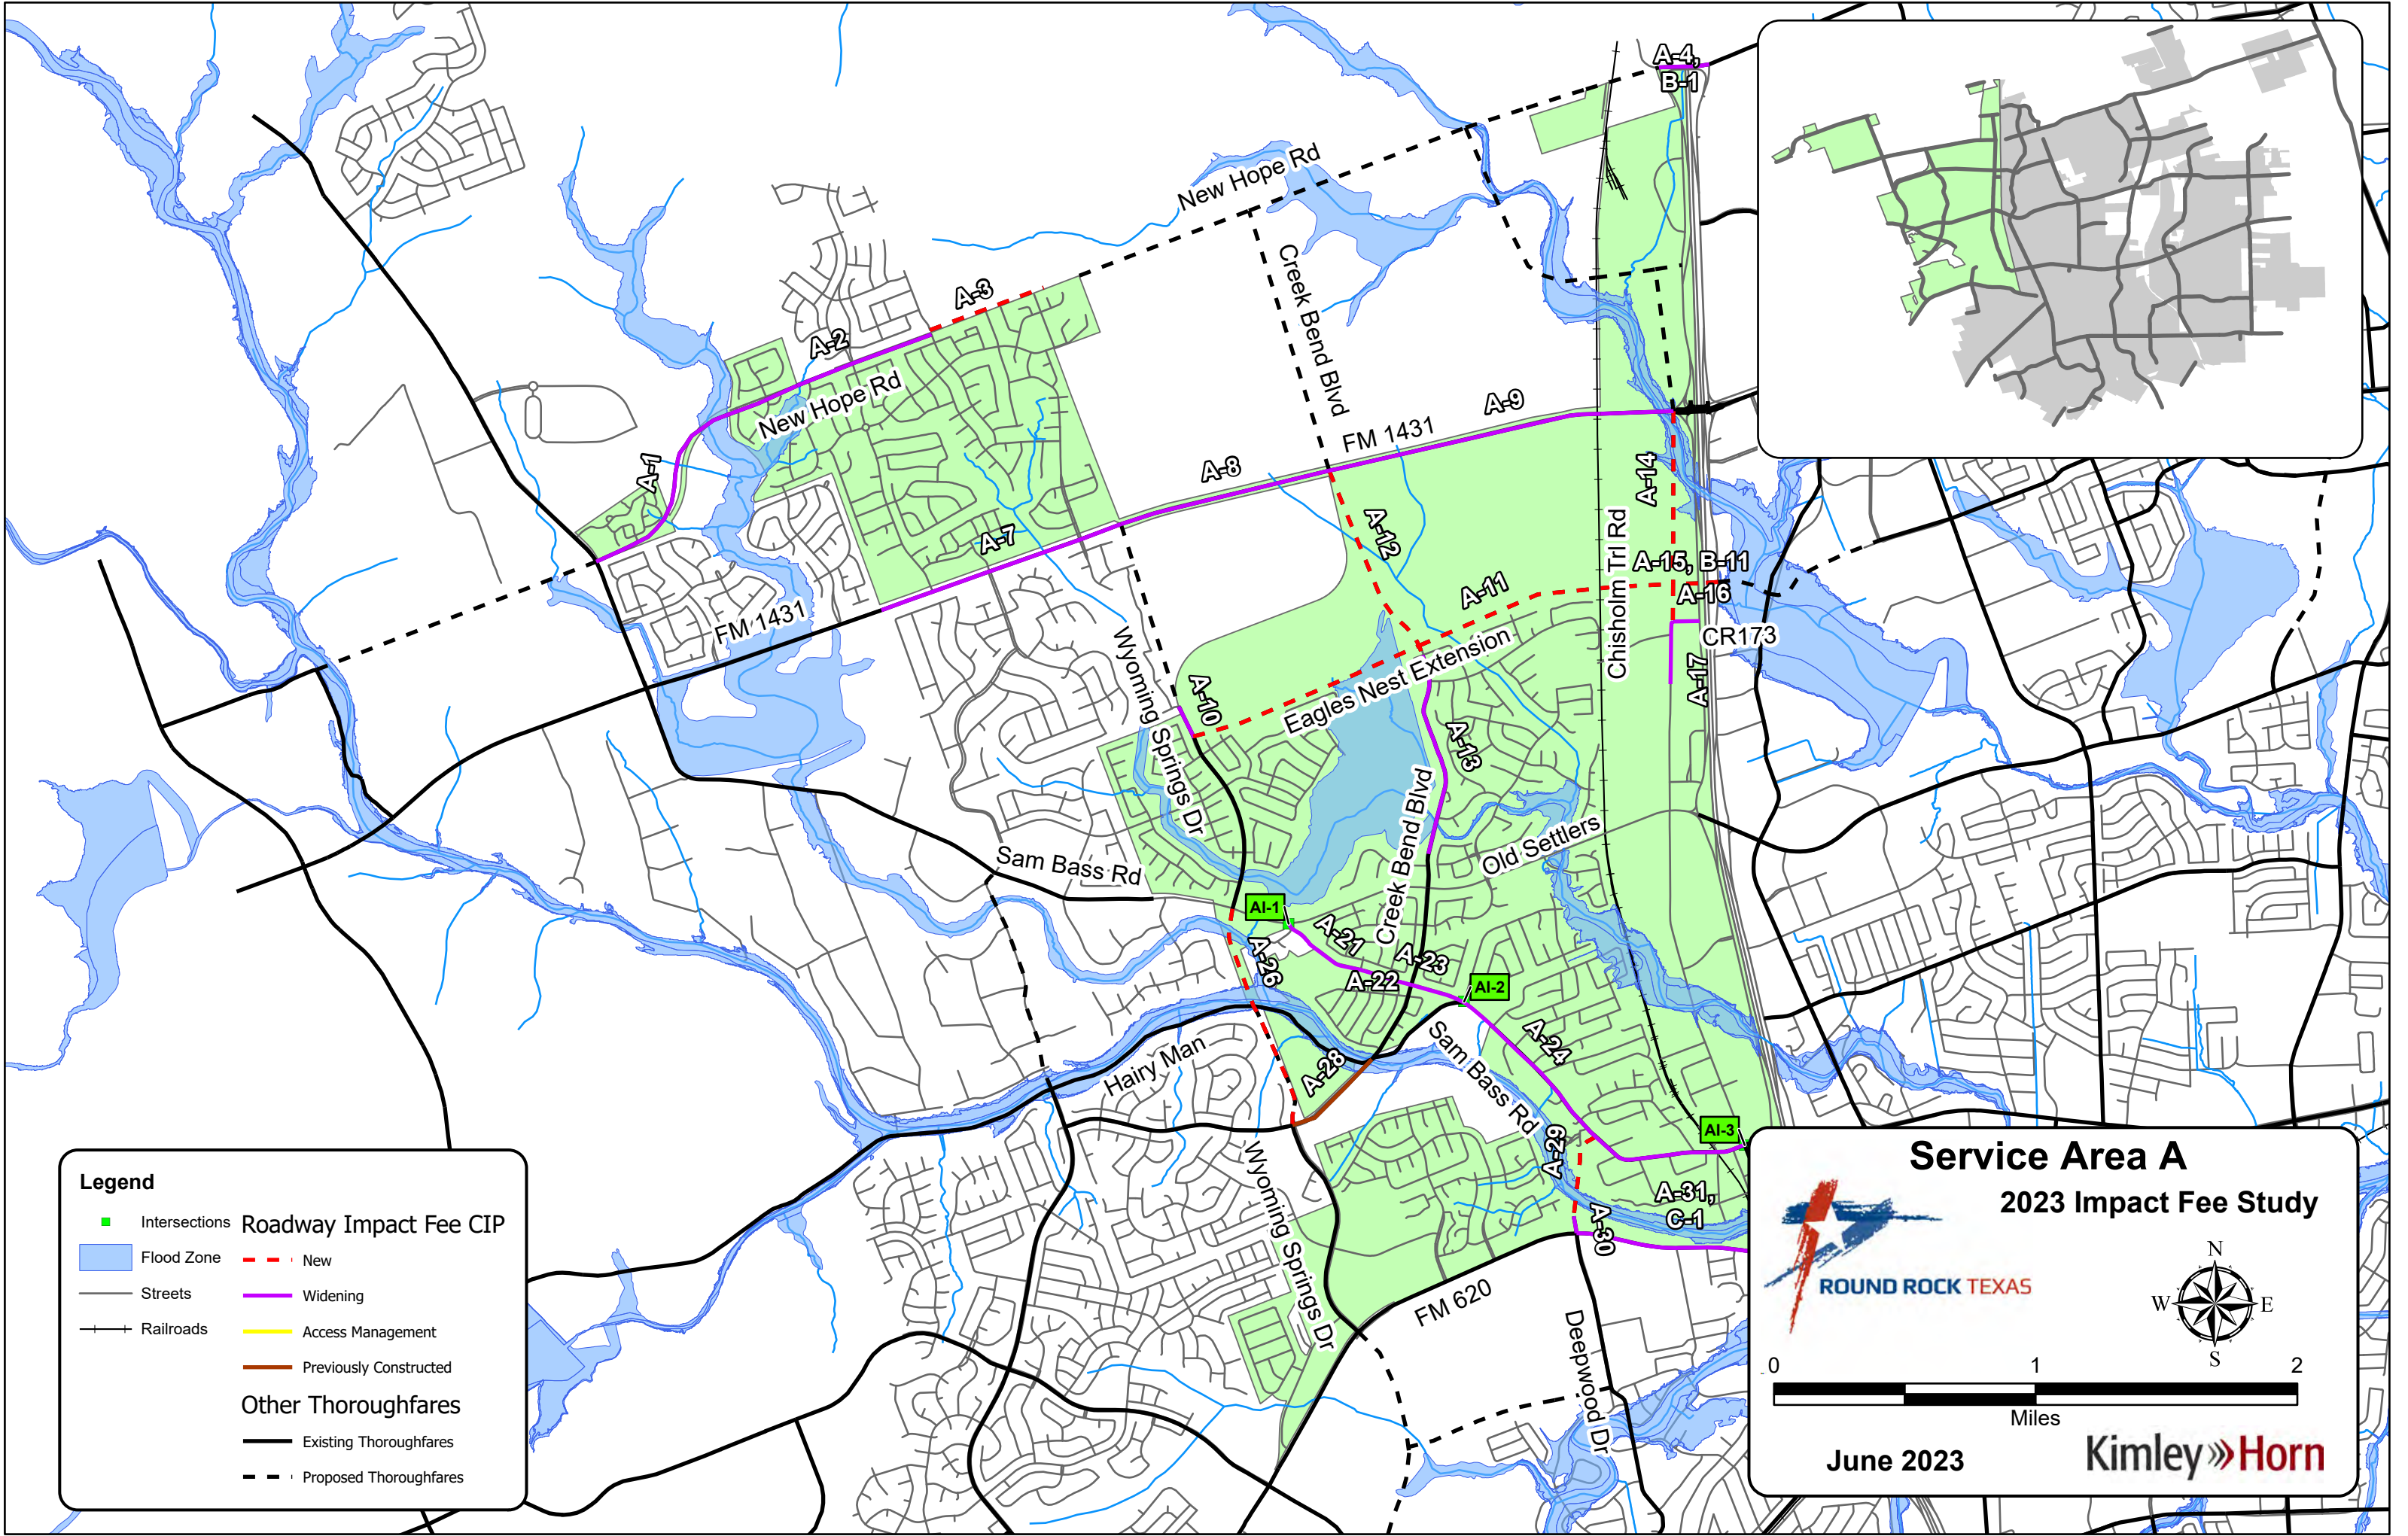 A-4,
B-1
New Hope Rd
Creek Bend Blvd
A-3
A-2
New Hope Rd
A-9
FM 1431
A-8
A-1
A-14
A-12
A-7
Chisholm Trl Rd
A-15, B-11
A-11
A-16
FM 1431
CR173
Wyoming Springs Dr
Eagles Nest Extension
A-17
A-10
A-13
Creek Bend Blvd
Old Settlers
Sam Bass Rd
AI-1
A-21
A-23
A-26
A-22
AI-2
A-24
Sam Bass Rd
Hairy Man
A-28
AI-3
A-29
Wyoming Springs Dr
A-31,
C-1
A-30
FM 620
Deepwood Dr
Legend
Intersections
Flood Zone
Streets
Railroads
Roadway Impact Fee CIP
New
Widening
Access Management
Previously Constructed
Other Thoroughfares
Existing Thoroughfares
Proposed Thoroughfares
Service Area A
2023 Impact Fee Study
ROUND ROCK TEXAS
N
W E
S
0 1 2
Miles
June 2023
Kimley»Horn